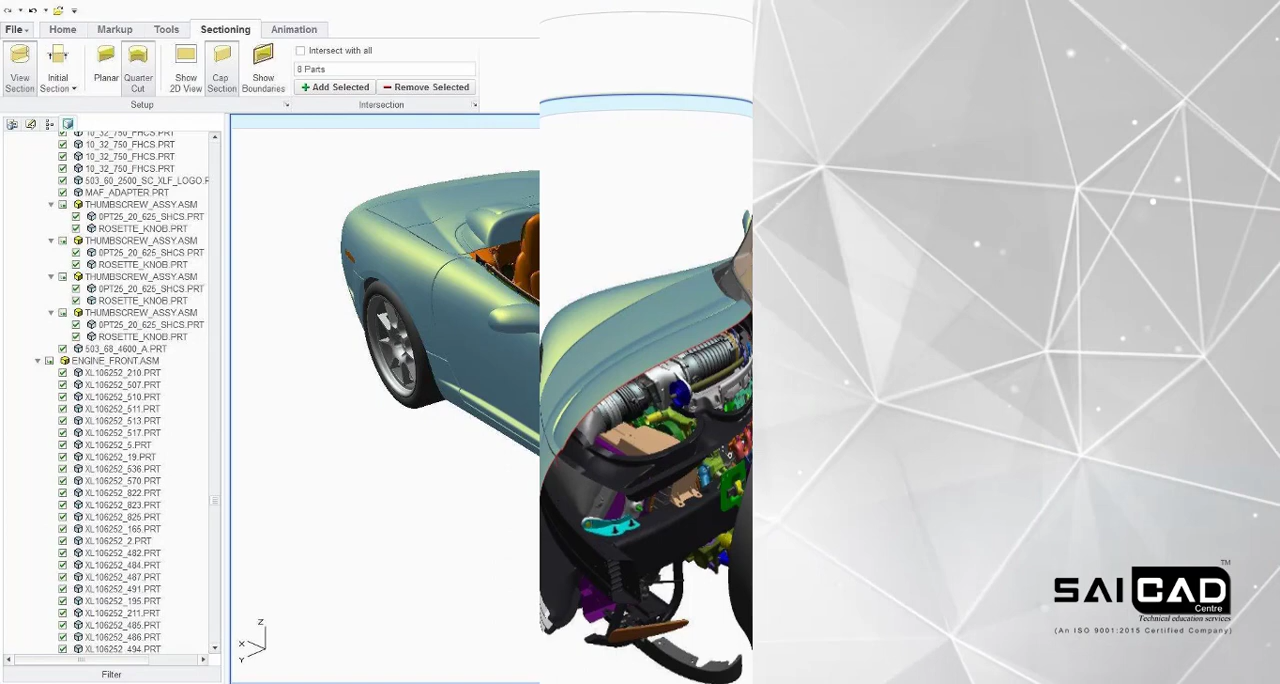 File
Home
Markup
Tools
Sectioning
Animation
View Section
Initial Section
Planar
Quarter Cut
Show 2D View
Cap Section
Show Boundaries
Intersect with all
8 Parts
Add Selected
Remove Selected
Setup
Intersection
10_32_750_FHCS.PRT
10_32_750_FHCS.PRT
10_32_750_FHCS.PRT
10_32_750_FHCS.PRT
503_60_2500_SC_XLF_LOGO.F
MAF_ADAPTER.PRT
THUMBSCREW_ASSY.ASM
0PT25_20_625_SHCS.PRT
ROSETTE_KNOB.PRT
THUMBSCREW_ASSY.ASM
0PT25_20_625_SHCS.PRT
ROSETTE_KNOB.PRT
THUMBSCREW_ASSY.ASM
0PT25_20_625_SHCS.PRT
ROSETTE_KNOB.PRT
THUMBSCREW_ASSY.ASM
0PT25_20_625_SHCS.PRT
ROSETTE_KNOB.PRT
503_68_4600_A.PRT
ENGINE_FRONT.ASM
XL106252_210.PRT
XL106252_507.PRT
XL106252_510.PRT
XL106252_511.PRT
XL106252_513.PRT
XL106252_517.PRT
XL106252_5.PRT
XL106252_19.PRT
XL106252_536.PRT
XL106252_570.PRT
XL106252_822.PRT
XL106252_823.PRT
XL106252_825.PRT
XL106252_165.PRT
XL106252_2.PRT
XL106252_482.PRT
XL106252_484.PRT
XL106252_487.PRT
XL106252_491.PRT
XL106252_195.PRT
XL106252_211.PRT
XL106252_485.PRT
XL106252_486.PRT
XL106252_494.PRT
Filter
Z
X
Y
SAI CAD TM
Centre
Technical education services
(An ISO 9001:2015 Certified Company)